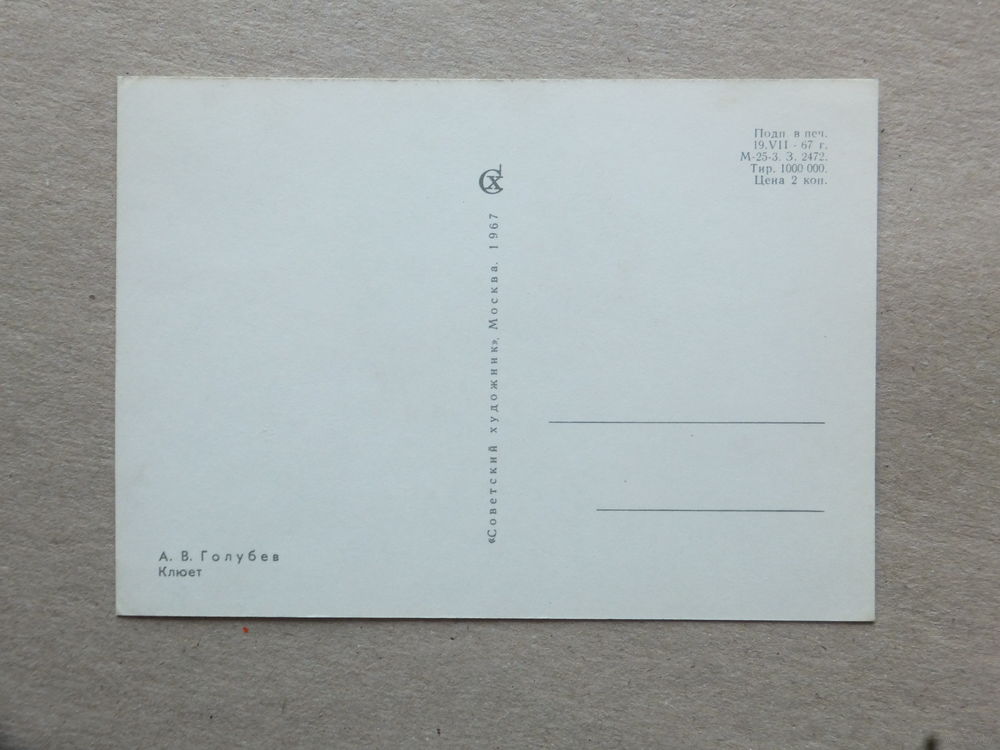 Подп в печ.
19.VII - 67 г.
М-25-3. З. 2472.
Тир. 1000 000.
Цена 2 коп.
СХ
«Советский художник», Москва. 1967
А. В. Голубев
Клюет